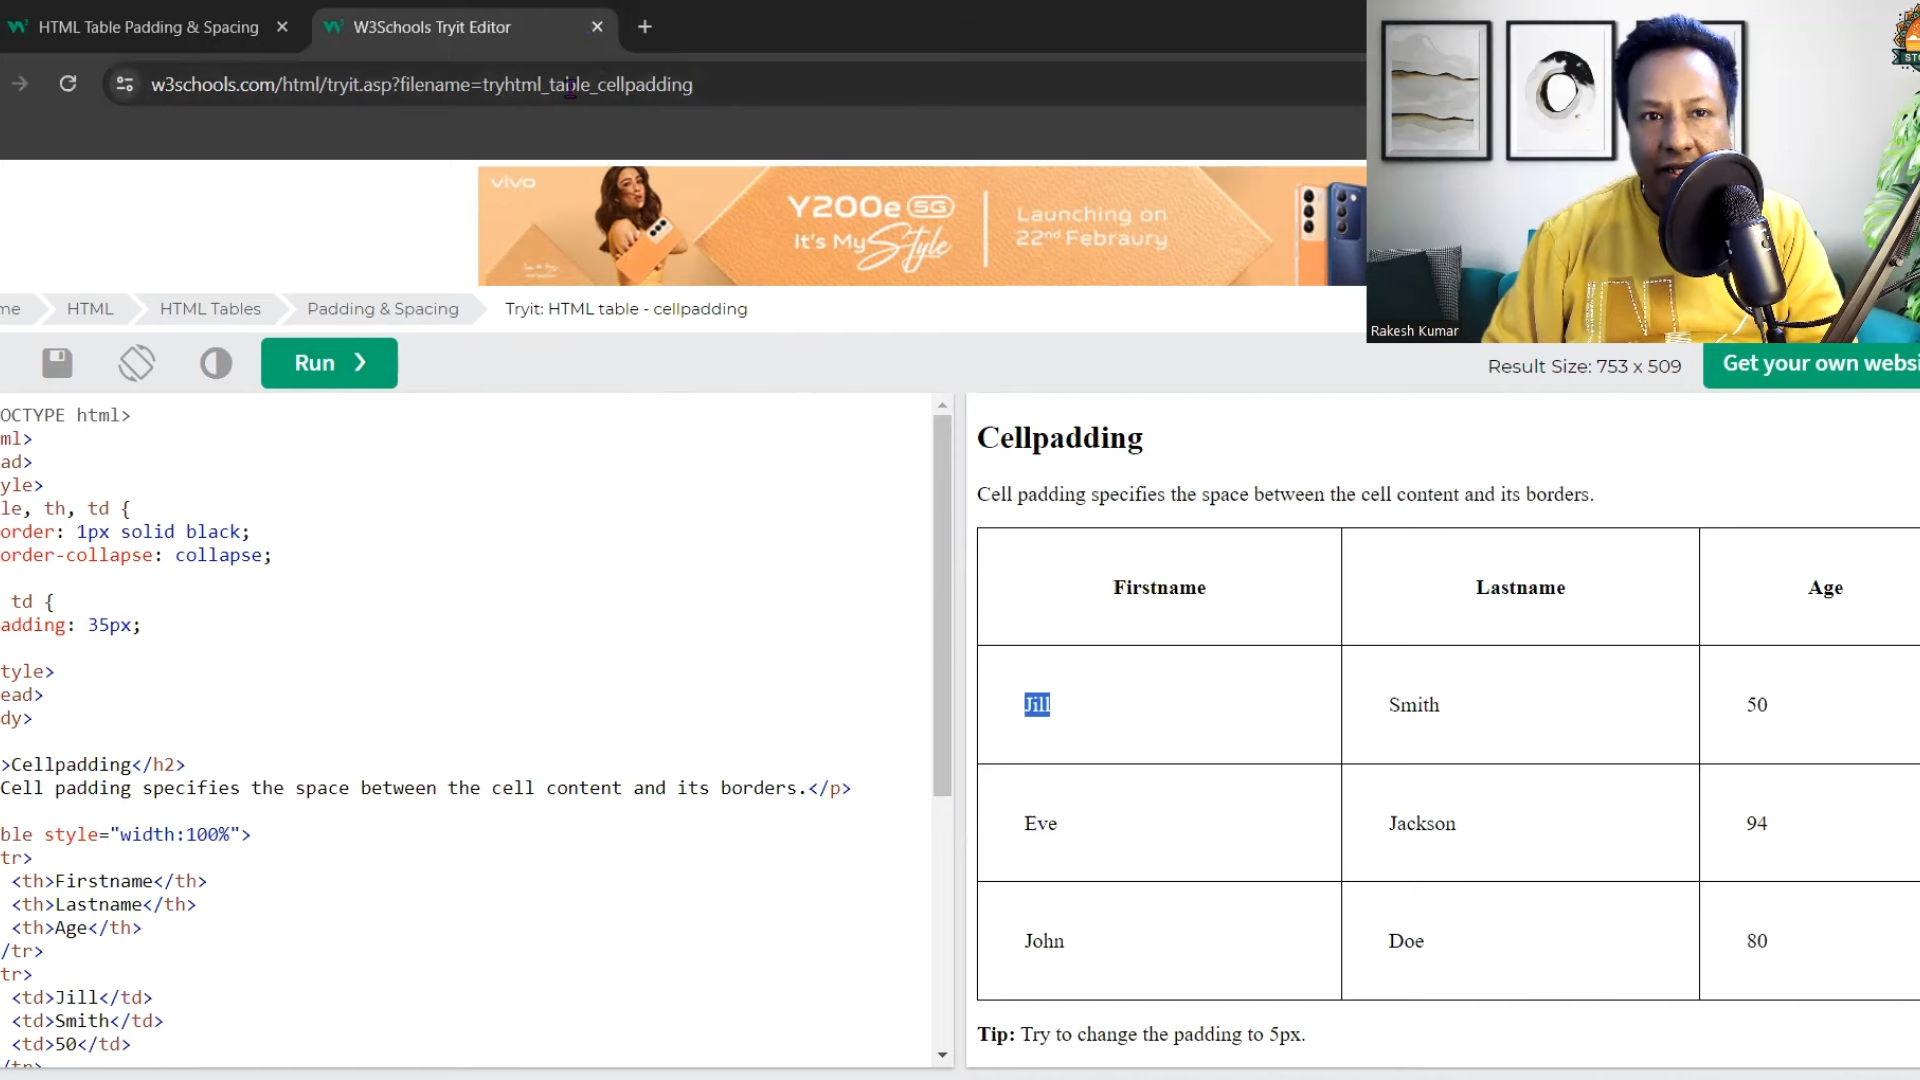 HTML Table Padding & Spacing
W3Schools Tryit Editor
w3schools.com/html/tryit.asp?filename=tryhtml_table_cellpadding
vivo
Y200e 5G
It's My Style
Launching on
22nd Febraury
me
HTML
HTML Tables
Padding & Spacing
Tryit: HTML table - cellpadding
Rakesh Kumar
Run ❯
Result Size: 753 x 509
Get your own websi
OCTYPE html>
ml>
ad>
yle>
le, th, td {
order: 1px solid black;
order-collapse: collapse;
td {
adding: 35px;
tyle>
ead>
dy>
>Cellpadding</h2>
Cell padding specifies the space between the cell content and its borders.</p>
ble style="width:100%">
tr>
<th>Firstname</th>
<th>Lastname</th>
<th>Age</th>
/tr>
tr>
<td>Jill</td>
<td>Smith</td>
<td>50</td>
/tr>
Cellpadding
Cell padding specifies the space between the cell content and its borders.
Firstname Lastname Age
Jill Smith 50
Eve Jackson 94
John Doe 80
Tip: Try to change the padding to 5px.